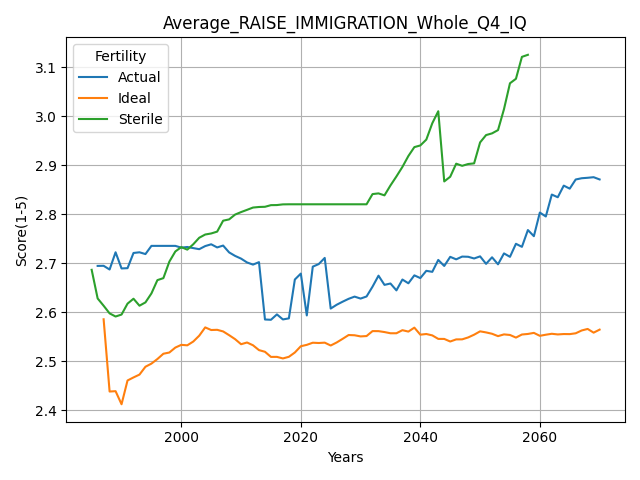 Average_RAISE_IMMIGRATION_Whole_Q4_IQ
Fertility
Actual
Ideal
Sterile
Score(1-5)
3.1
3.0
2.9
2.8
2.7
2.6
2.5
2.4
2000
2020
2040
2060
Years